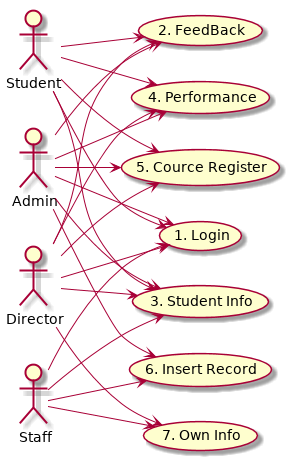 2. FeedBack
Student
4. Performance
5. Cource Register
Admin
1. Login
3. Student Info
Director
6. Insert Record
7. Own Info
Staff